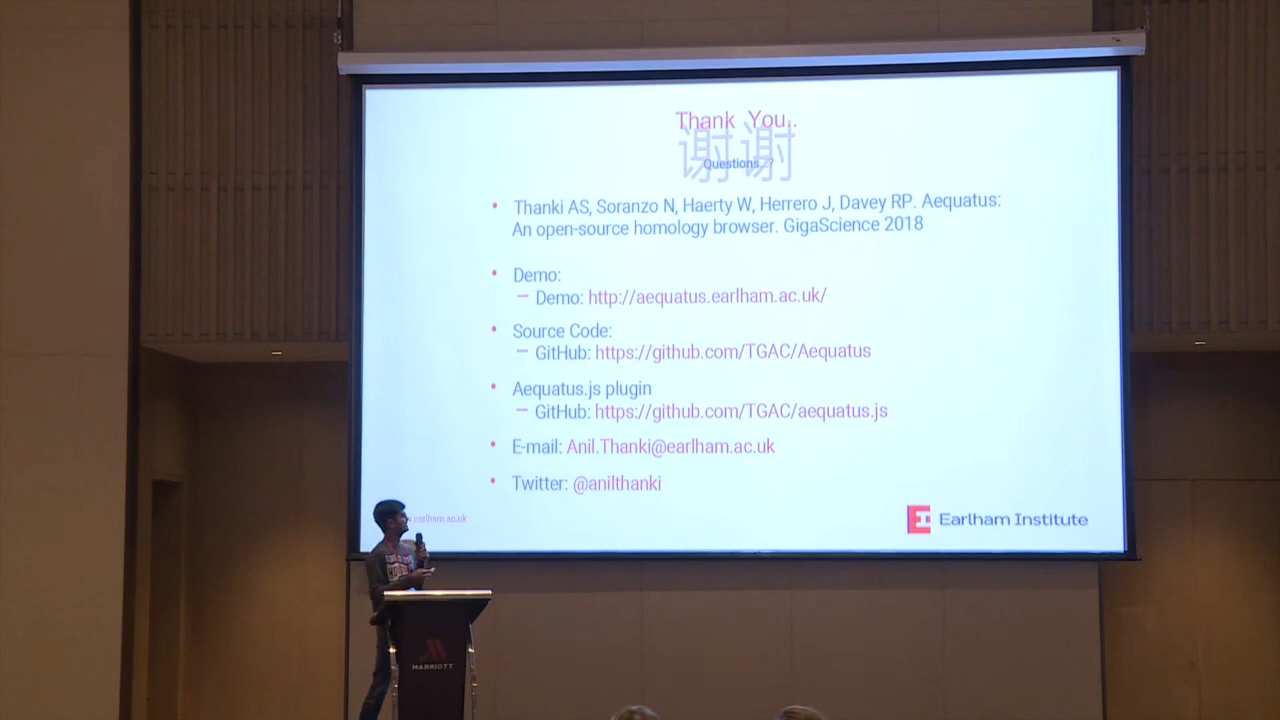 Thank You..
谢谢
Questions..?
• Thanki AS, Soranzo N, Haerty W, Herrero J, Davey RP. Aequatus:
An open-source homology browser. GigaScience 2018
• Demo:
– Demo: http://aequatus.earlham.ac.uk/
• Source Code:
– GitHub: https://github.com/TGAC/Aequatus
• Aequatus.js plugin
– GitHub: https://github.com/TGAC/aequatus.js
• E-mail: Anil.Thanki@earlham.ac.uk
• Twitter: @anilthanki
.earlham.ac.uk
Earlham Institute
MARRIOTT